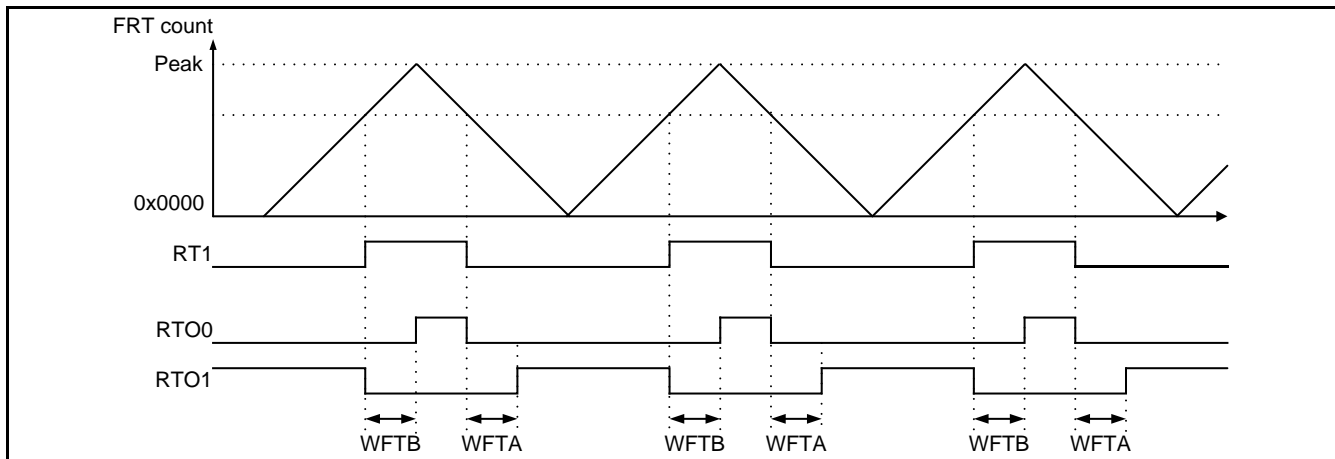 FRT count
Peak
0x0000
RT1
RTO0
RTO1
WFTB WFTA WFTB WFTA WFTB WFTA